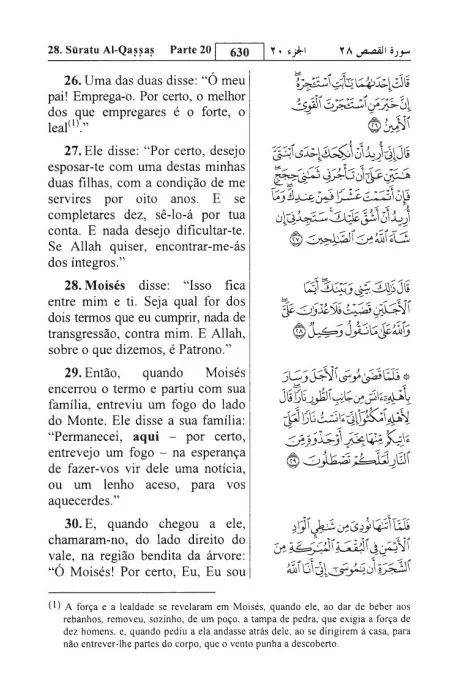 28. Sūratu Al-Qaṣṣaṣ Parte 20 630 الجزء ٢٠ سورة القصص ٢٨
26. Uma das duas disse: “Ó meu
pai! Emprega-o. Por certo, o melhor
dos que empregares é o forte, o
leal(1).”
27. Ele disse: “Por certo, desejo
esposar-te com uma destas minhas
duas filhas, com a condição de me
servires por oito anos. E se
completares dez, sê-lo-á por tua
conta. E nada desejo dificultar-te.
Se Allah quiser, encontrar-me-ás
dos íntegros.”
28. Moisés disse: “Isso fica
entre mim e ti. Seja qual for dos
dois termos que eu cumprir, nada de
transgressão, contra mim. E Allah,
sobre o que dizemos, é Patrono.”
29. Então, quando Moisés
encerrou o termo e partiu com sua
família, entreviu um fogo do lado
do Monte. Ele disse a sua família:
“Permanecei, aqui – por certo,
entrevejo um fogo – na esperança
de fazer-vos vir dele uma notícia,
ou um lenho aceso, para vos
aquecerdes.”
30. E, quando chegou a ele,
chamaram-no, do lado direito do
vale, na região bendita da árvore:
“Ó Moisés! Por certo, Eu, Eu sou
قَالَتْ إِحْدَىٰهُمَا يَٰٓأَبَتِ ٱسْتَـْٔجِرْهُ
إِنَّ خَيْرَ مَنِ ٱسْتَـْٔجَرْتَ ٱلْقَوِىُّ
ٱلْأَمِينُ ٢٦
قَالَ إِنِّىٓ أُرِيدُ أَنْ أُنكِحَكَ إِحْدَى ٱبْنَتَىَّ
هَٰتَيْنِ عَلَىٰٓ أَن تَأْجُرَنِى ثَمَٰنِىَ حِجَجٍ
فَإِنْ أَتْمَمْتَ عَشْرًا فَمِنْ عِندِكَ وَمَآ
أُرِيدُ أَنْ أَشُقَّ عَلَيْكَ سَتَجِدُنِىٓ إِن
شَآءَ ٱللَّهُ مِنَ ٱلصَّٰلِحِينَ ٢٧
قَالَ ذَٰلِكَ بَيْنِى وَبَيْنَكَ أَيَّمَا
ٱلْأَجَلَيْنِ قَضَيْتُ فَلَا عُدْوَٰنَ عَلَىَّ
وَٱللَّهُ عَلَىٰ مَا نَقُولُ وَكِيلٌ ٢٨
* فَلَمَّا قَضَىٰ مُوسَى ٱلْأَجَلَ وَسَارَ
بِأَهْلِهِۦٓ ءَانَسَ مِن جَانِبِ ٱلطُّورِ نَارًا قَالَ
لِأَهْلِهِ ٱمْكُثُوٓا۟ إِنِّىٓ ءَانَسْتُ نَارًا لَّعَلِّىٓ
ءَاتِيكُم مِّنْهَا بِخَبَرٍ أَوْ جَذْوَةٍ مِّنَ
ٱلنَّارِ لَعَلَّكُمْ تَصْطَلُونَ ٢٩
فَلَمَّآ أَتَىٰهَا نُودِىَ مِن شَٰطِئِ ٱلْوَادِ
ٱلْأَيْمَنِ فِى ٱلْبُقْعَةِ ٱلْمُبَٰرَكَةِ مِنَ
ٱلشَّجَرَةِ أَن يَٰمُوسَىٰٓ إِنِّىٓ أَنَا ٱللَّهُ
(1) A força e a lealdade se revelaram em Moisés, quando ele, ao dar de beber aos
rebanhos, removeu, sozinho, de um poço, a tampa de pedra, que exigia a força de
dez homens, e, quando pediu a ela andasse atrás dele, ao se dirigirem à casa, para
não entrever-lhe partes do corpo, que o vento punha a descoberto.